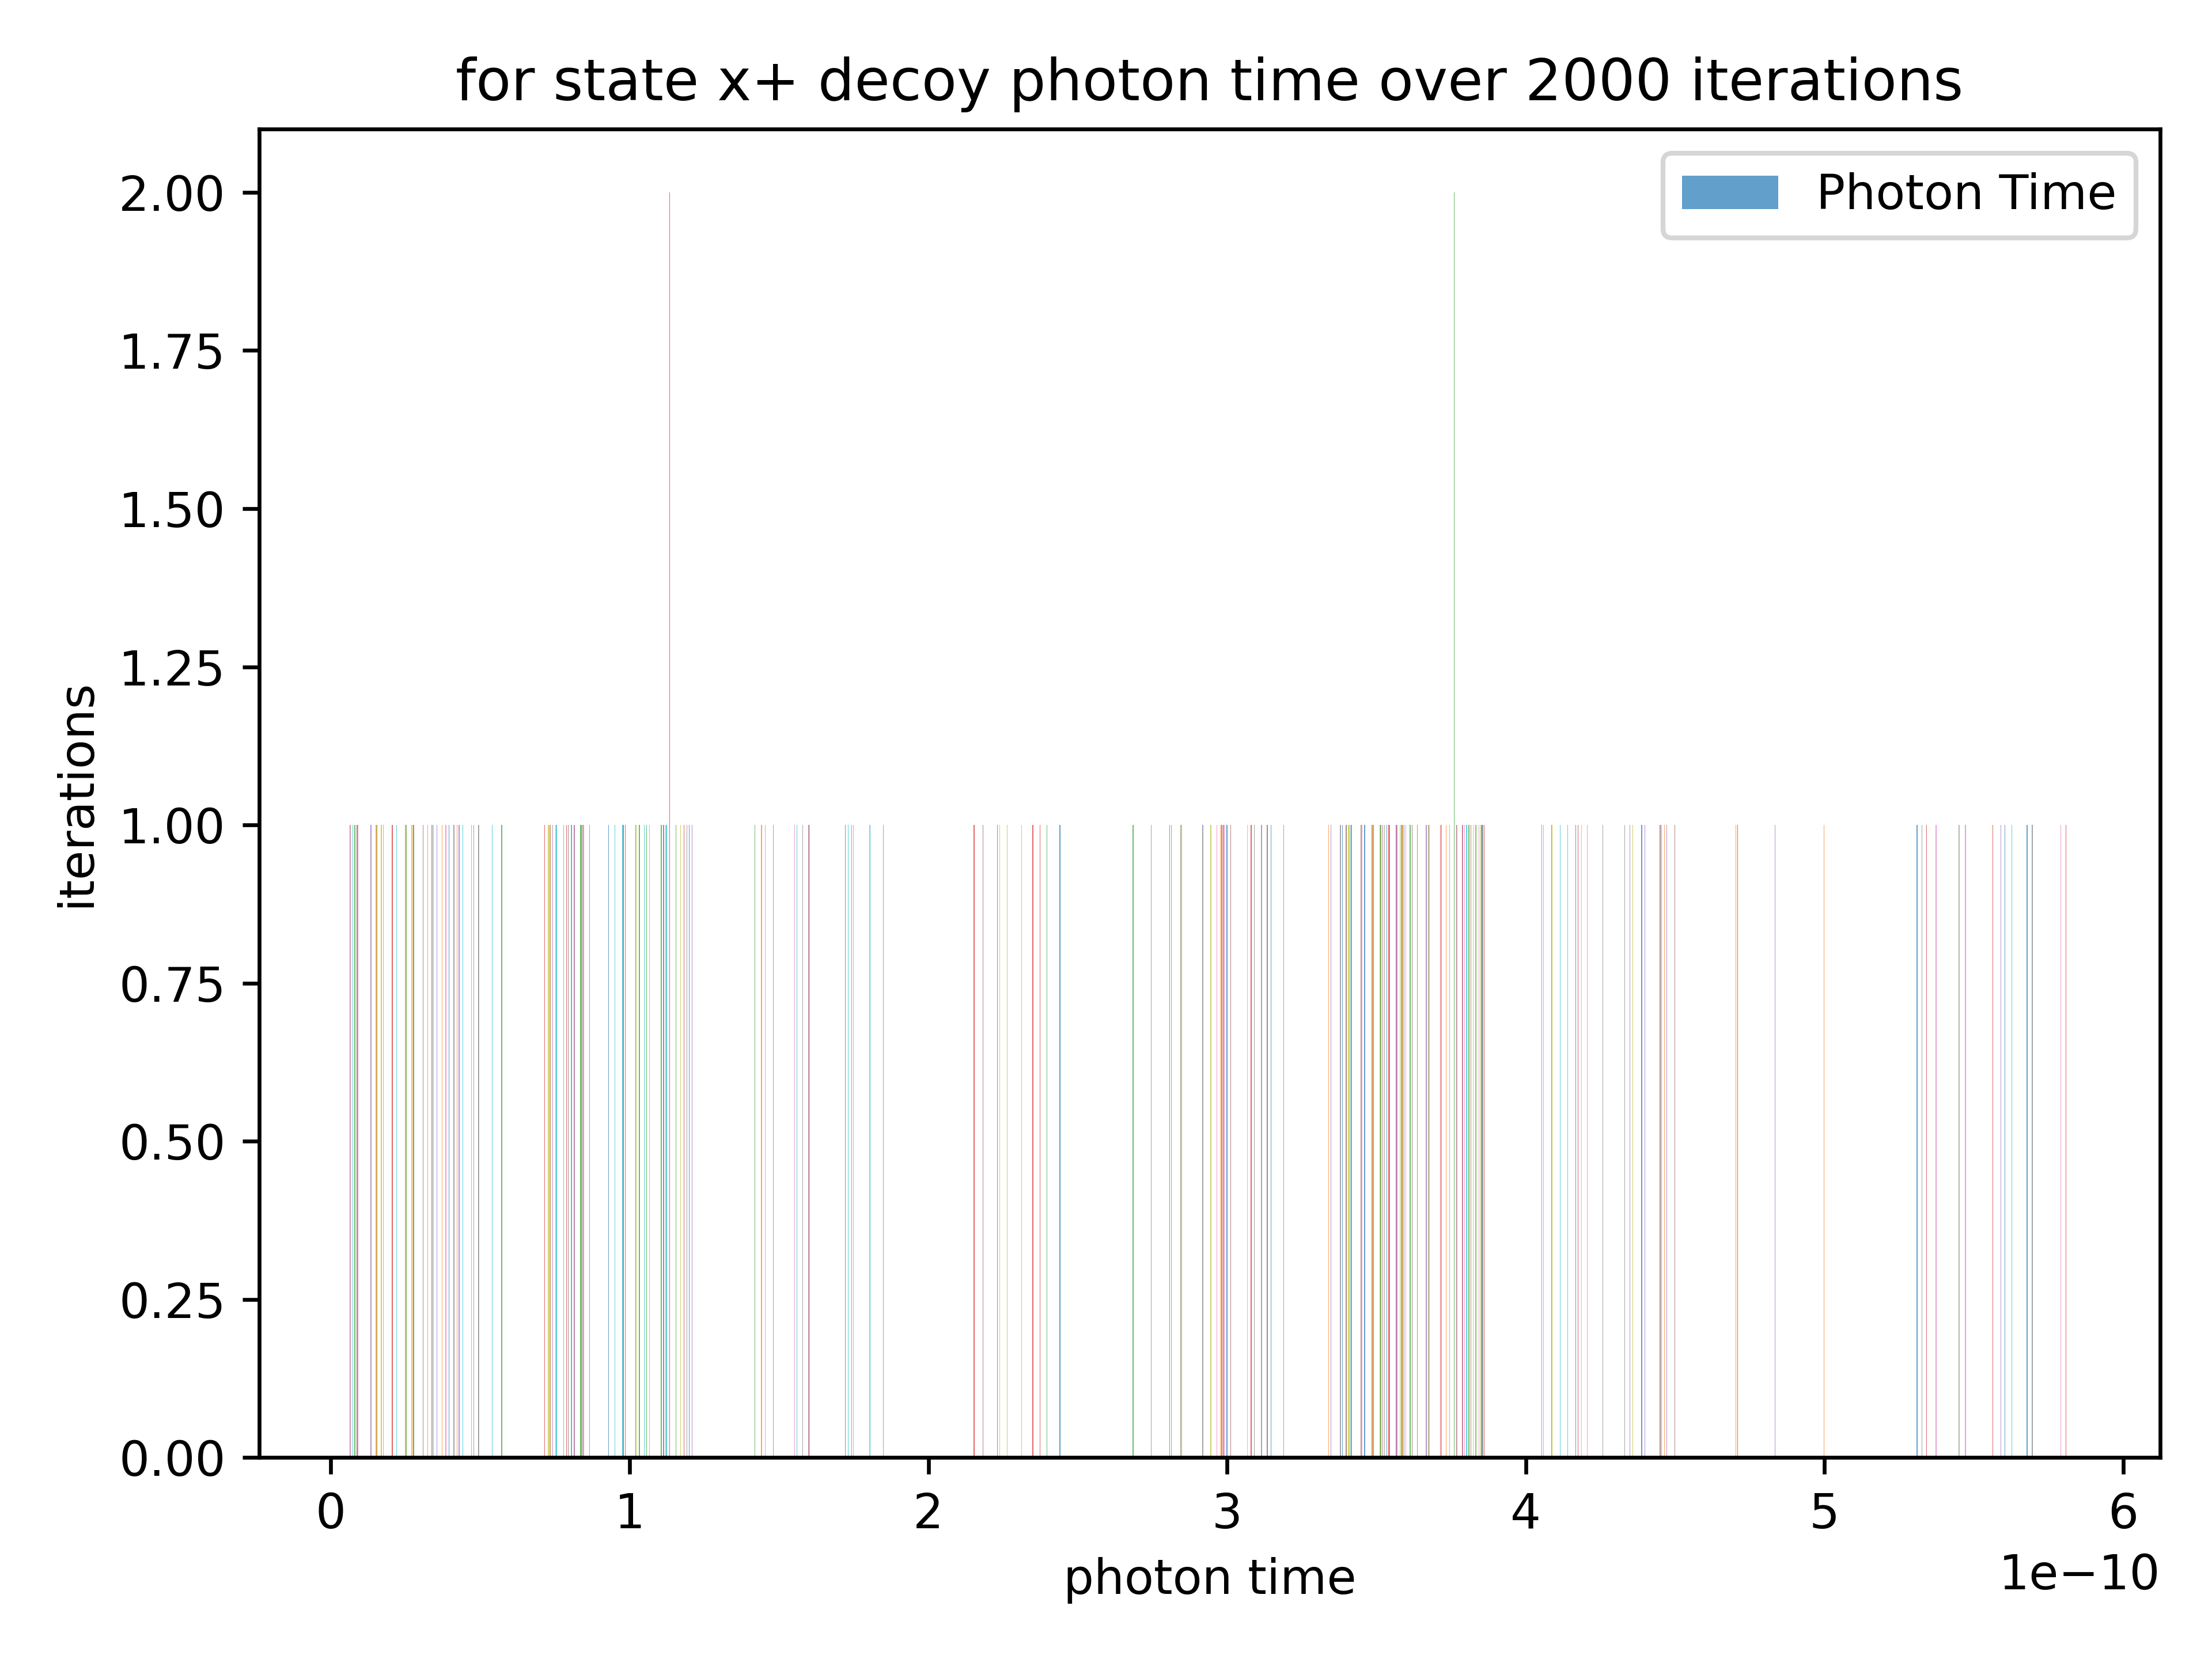 for state x+ decoy photon time over 2000 iterations
Photon Time
2.00
1.75
1.50
1.25
1.00
0.75
0.50
0.25
0.00
iterations
0 1 2 3 4 5 6
1e−10
photon time